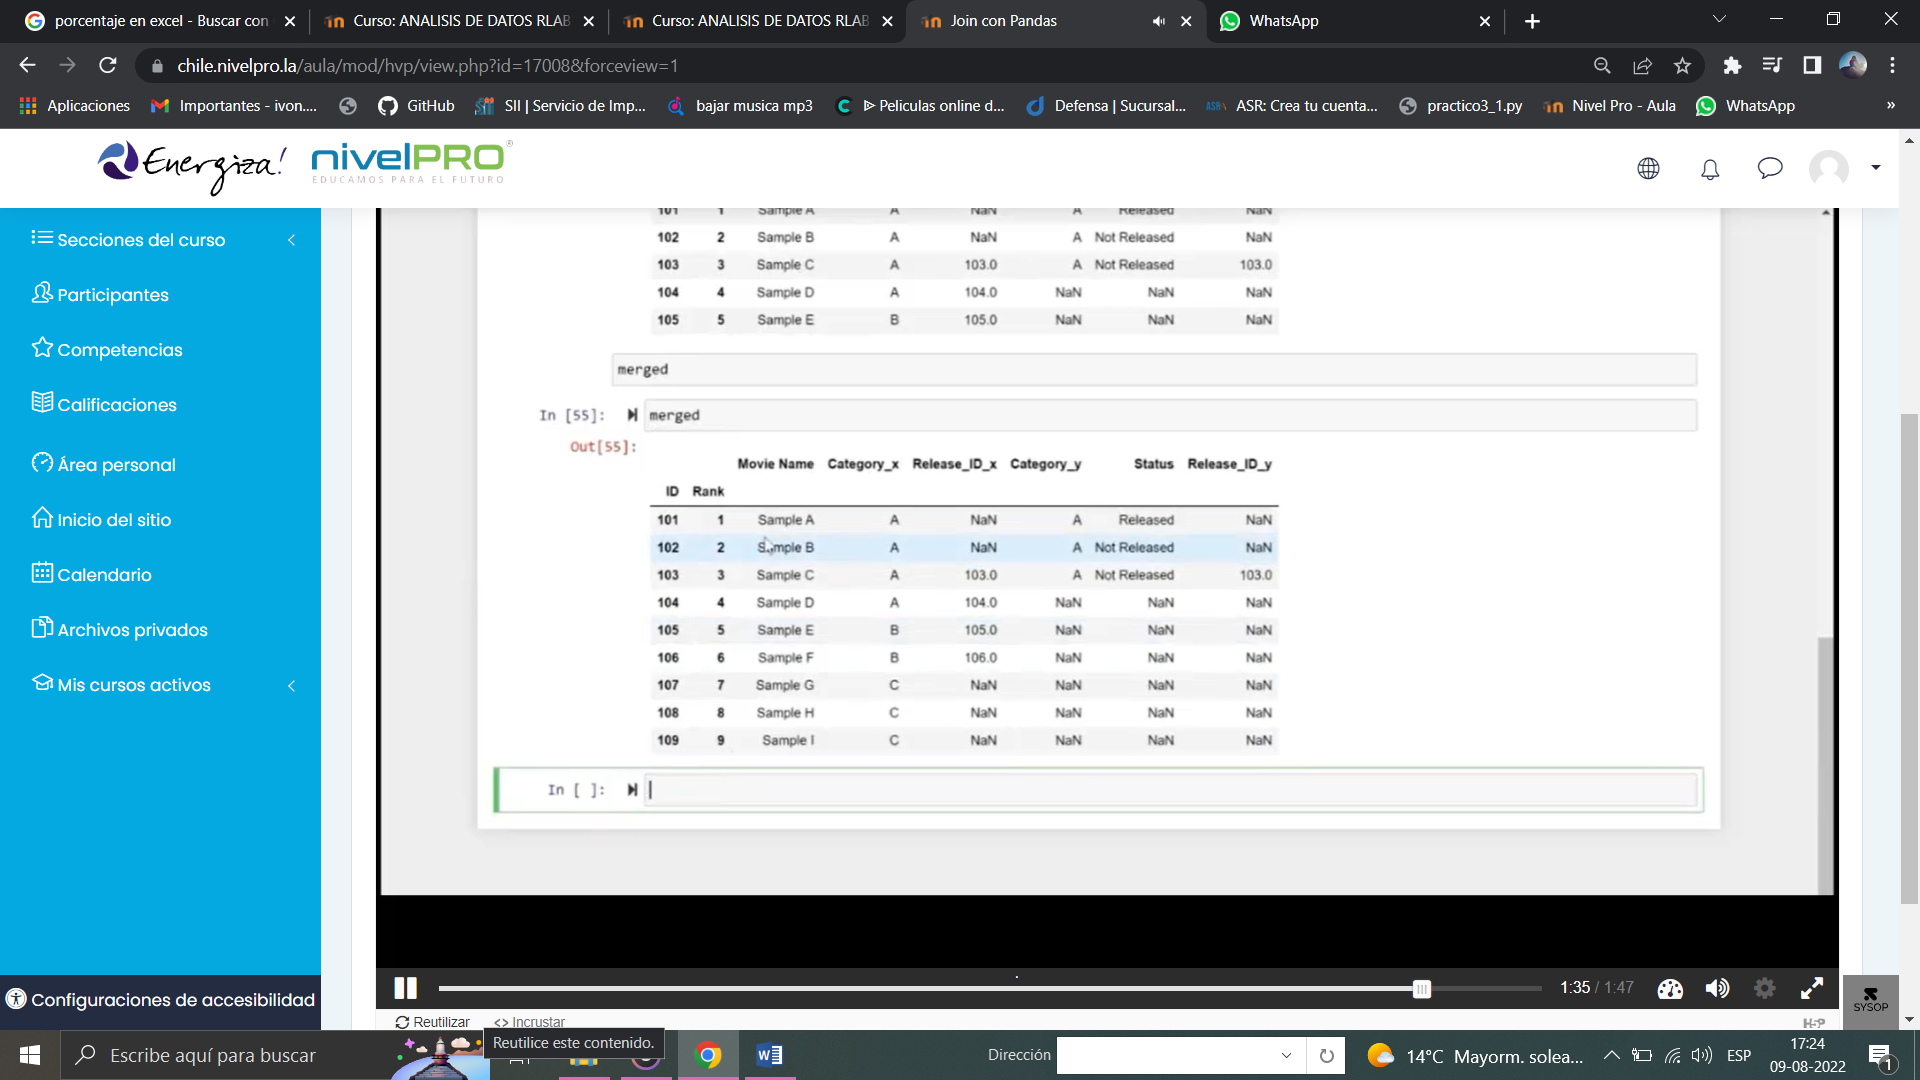 porcentaje en excel - Buscar con
Curso: ANALISIS DE DATOS RLAB
Curso: ANALISIS DE DATOS RLAB
Join con Pandas
WhatsApp
chile.nivelpro.la/aula/mod/hvp/view.php?id=17008&forceview=1
Aplicaciones
Importantes - ivon....
GitHub
SII | Servicio de Imp...
bajar musica mp3
ᐉ Peliculas online d...
Defensa | Sucursal...
ASR: Crea tu cuenta...
practico3_1.py
Nivel Pro - Aula
WhatsApp
»
Energiza!
nivelPRO
EDUCAMOS PARA EL FUTURO
Secciones del curso
Participantes
Competencias
Calificaciones
Área personal
Inicio del sitio
Calendario
Archivos privados
Mis cursos activos
Configuraciones de accesibilidad
101 1 Sample A A NaN A Released NaN
102 2 Sample B A NaN A Not Released NaN
103 3 Sample C A 103.0 A Not Released 103.0
104 4 Sample D A 104.0 NaN NaN NaN
105 5 Sample E B 105.0 NaN NaN NaN
merged
In [55]: merged
Out[55]:
Movie Name Category_x Release_ID_x Category_y Status Release_ID_y
ID Rank
101 1 Sample A A NaN A Released NaN
102 2 Sample B A NaN A Not Released NaN
103 3 Sample C A 103.0 A Not Released 103.0
104 4 Sample D A 104.0 NaN NaN NaN
105 5 Sample E B 105.0 NaN NaN NaN
106 6 Sample F B 106.0 NaN NaN NaN
107 7 Sample G C NaN NaN NaN NaN
108 8 Sample H C NaN NaN NaN NaN
109 9 Sample I C NaN NaN NaN NaN
In [ ]:
1:35 / 1:47
SYSOP
Reutilizar
<> Incrustar
H5P
Reutilice este contenido.
Escribe aquí para buscar
Dirección
14°C Mayorm. solea...
ESP
17:24
09-08-2022
1